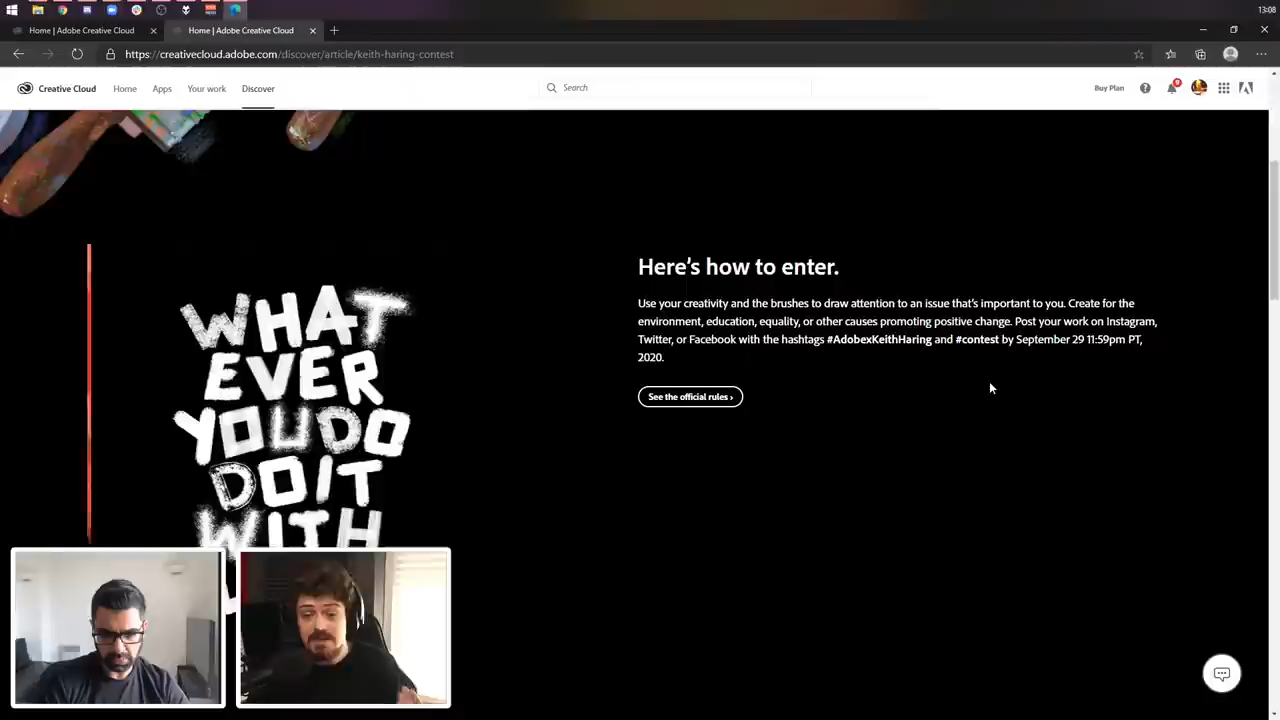 13:08
Home | Adobe Creative Cloud
Home | Adobe Creative Cloud
https://creativecloud.adobe.com/discover/article/keith-haring-contest
Creative Cloud
Home
Apps
Your work
Discover
Search
Buy Plan
Here's how to enter.
Use your creativity and the brushes to draw attention to an issue that's important to you. Create for the
environment, education, equality, or other causes promoting positive change. Post your work on Instagram,
Twitter, or Facebook with the hashtags #AdobexKeithHaring and #contest by September 29 11:59pm PT,
2020.
See the official rules ›
WHAT
EVER
YOU DO
DO IT
WITH